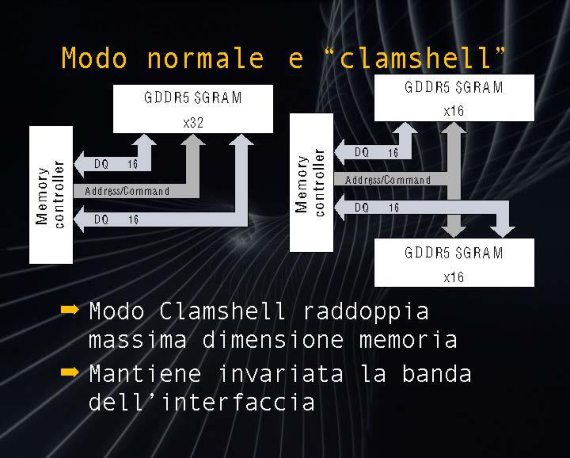 Modo normale e “clamshell”
GDDR5 SGRAM
x32
Memory
controller
DQ 16
Address/Command
DQ 16
GDDR5 SGRAM
x16
Memory
controller
DQ 16
Address/Command
DQ 16
GDDR5 SGRAM
x16
Modo Clamshell raddoppia
massima dimensione memoria
Mantiene invariata la banda
dell’interfaccia